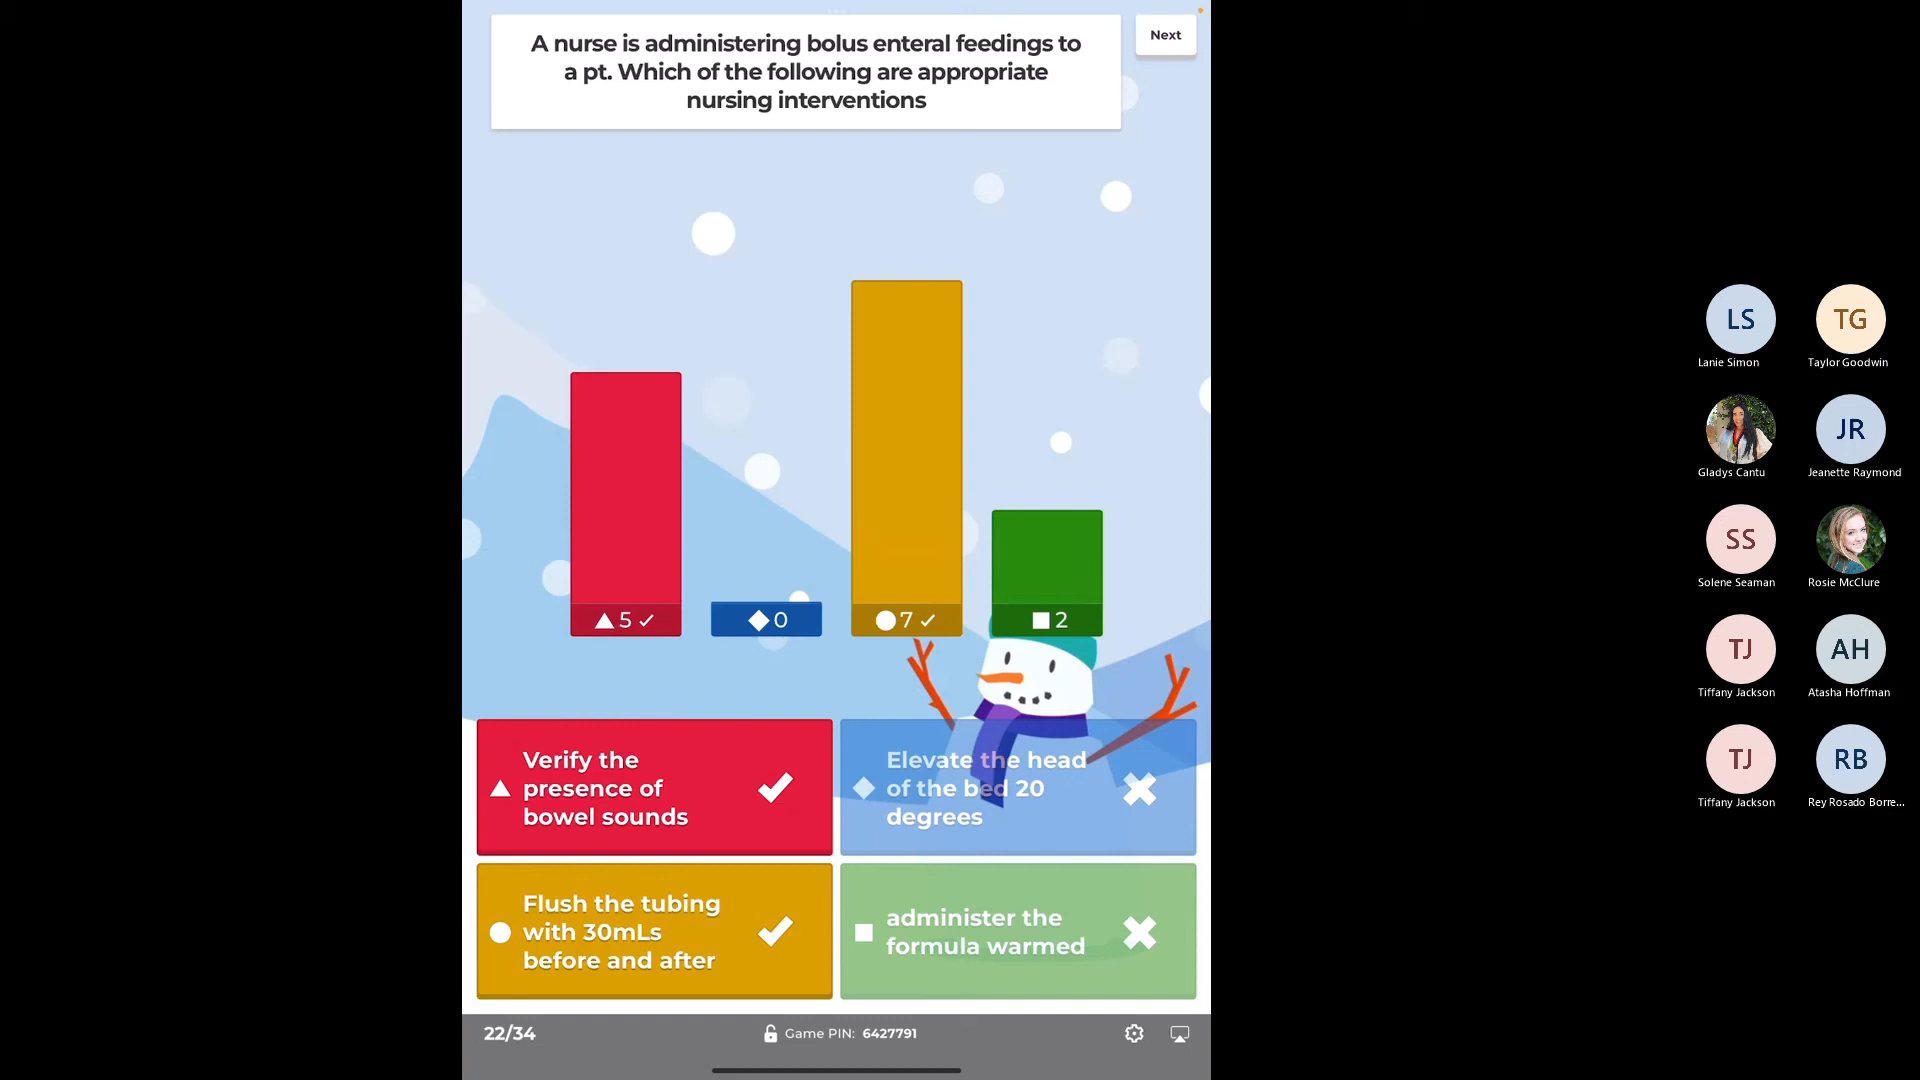 A nurse is administering bolus enteral feedings to
a pt. Which of the following are appropriate
nursing interventions
Next
5
0
7
2
Verify the
presence of
bowel sounds
Elevate the head
of the bed 20
degrees
Flush the tubing
with 30mLs
before and after
administer the
formula warmed
22/34
Game PIN: 6427791
LS
Lanie Simon
TG
Taylor Goodwin
Gladys Cantu
JR
Jeanette Raymond
SS
Solene Seaman
Rosie McClure
TJ
Tiffany Jackson
AH
Atasha Hoffman
TJ
Tiffany Jackson
RB
Rey Rosado Borre...